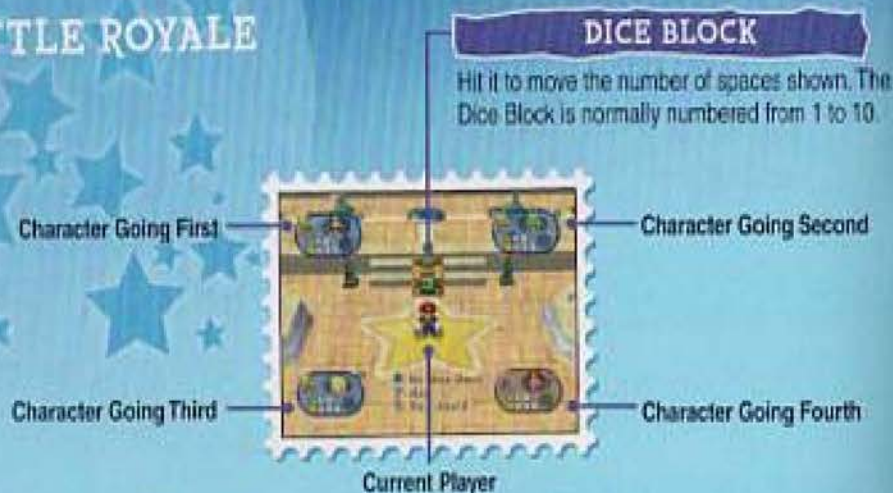 TTLE ROYALE
DICE BLOCK
Hit it to move the number of spaces shown. The
Dice Block is normally numbered from 1 to 10.
Character Going First
Character Going Second
Character Going Third
Character Going Fourth
Current Player